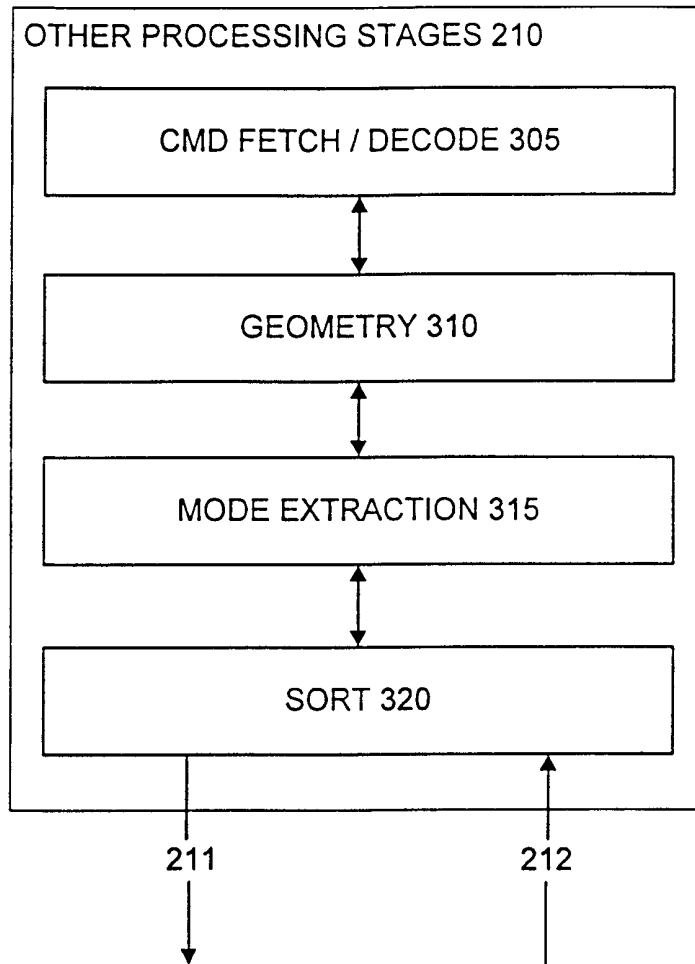 OTHER PROCESSING STAGES 210
CMD FETCH / DECODE 305
GEOMETRY 310
MODE EXTRACTION 315
SORT 320
211 212